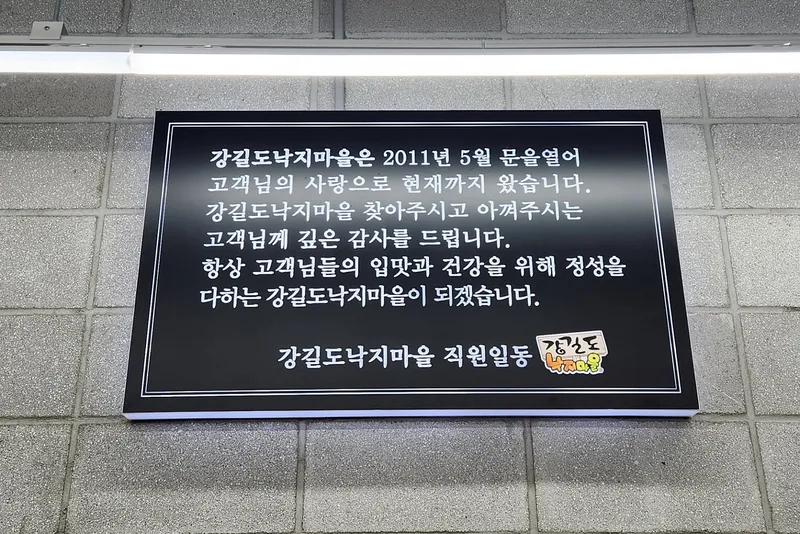 강길도낙지마을은 2011년 5월 문을열어
고객님의 사랑으로 현재까지 왔습니다.
강길도낙지마을 찾아주시고 아껴주시는
고객님께 깊은 감사를 드립니다.
항상 고객님들의 입맛과 건강을 위해 정성을
다하는 강길도낙지마을이 되겠습니다.
강길도낙지마을 직원일동
강길도
낙지마을